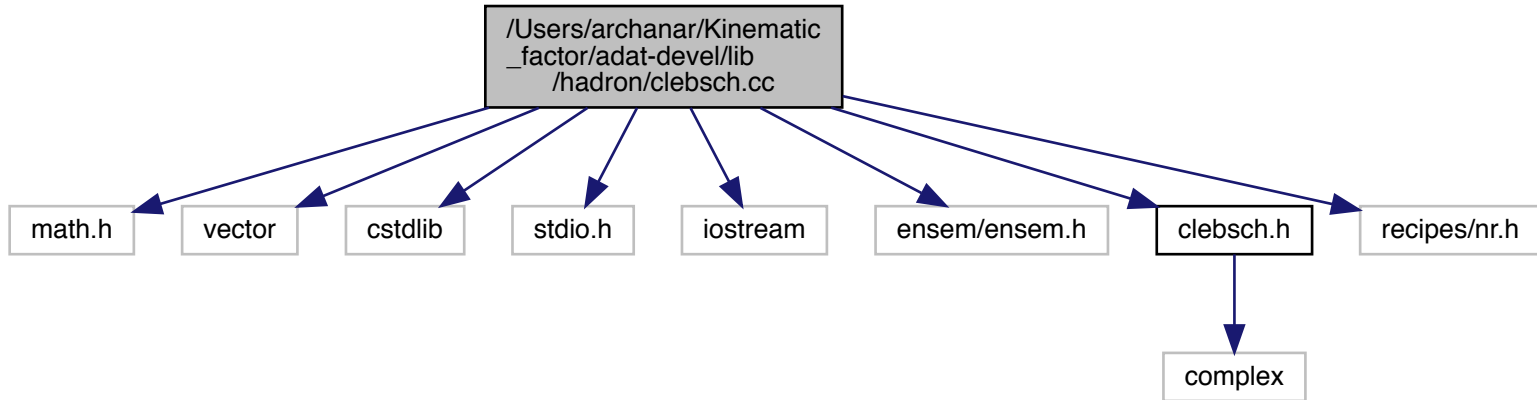 /Users/archanar/Kinematic
_factor/adat-devel/lib
/hadron/clebsch.cc
math.h
vector
cstdlib
stdio.h
iostream
ensem/ensem.h
clebsch.h
recipes/nr.h
complex